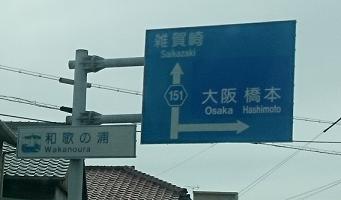 雑賀崎
Saikazaki
151
大阪 橋本
Osaka Hashimoto
和歌の浦
Wakanoura